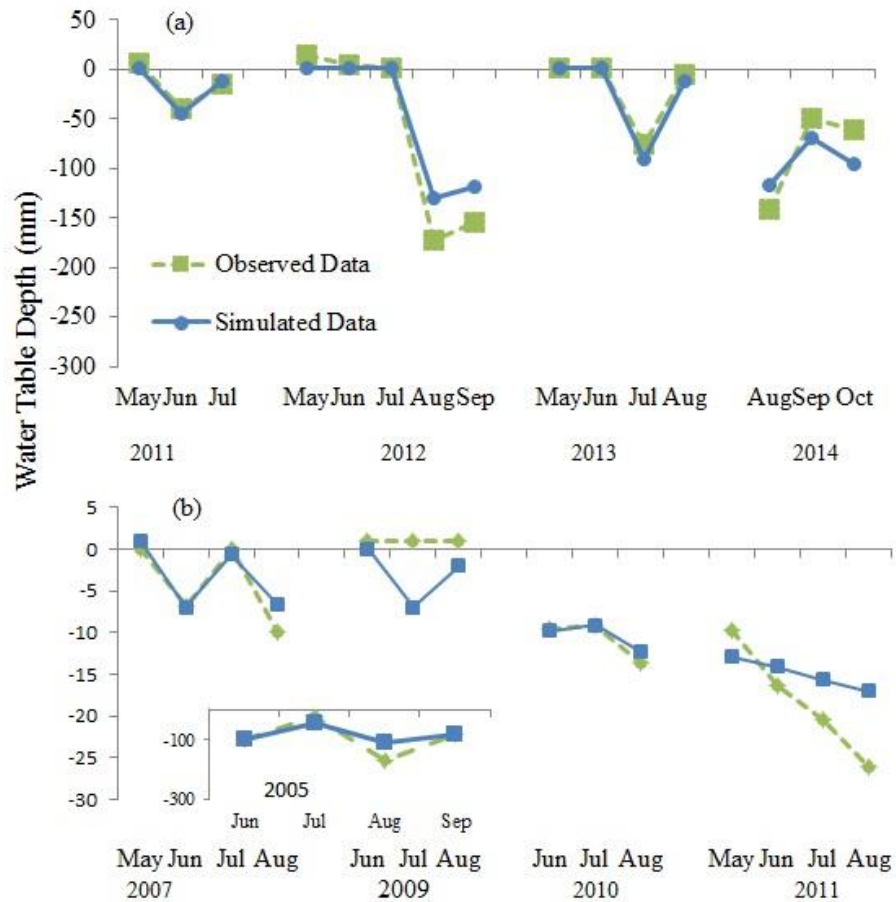 Water Table Depth (mm)
(a)
50
0
-50
-100
-150
-200
-250
-300
Observed Data
Simulated Data
May Jun Jul May Jun Jul Aug Sep May Jun Jul Aug Aug Sep Oct
2011 2012 2013 2014
(b)
5
0
-5
-10
-15
-20
-25
-30
-100
-300
2005
Jun Jul Aug Sep
May Jun Jul Aug Jun Jul Aug Jun Jul Aug May Jun Jul Aug
2007 2009 2010 2011